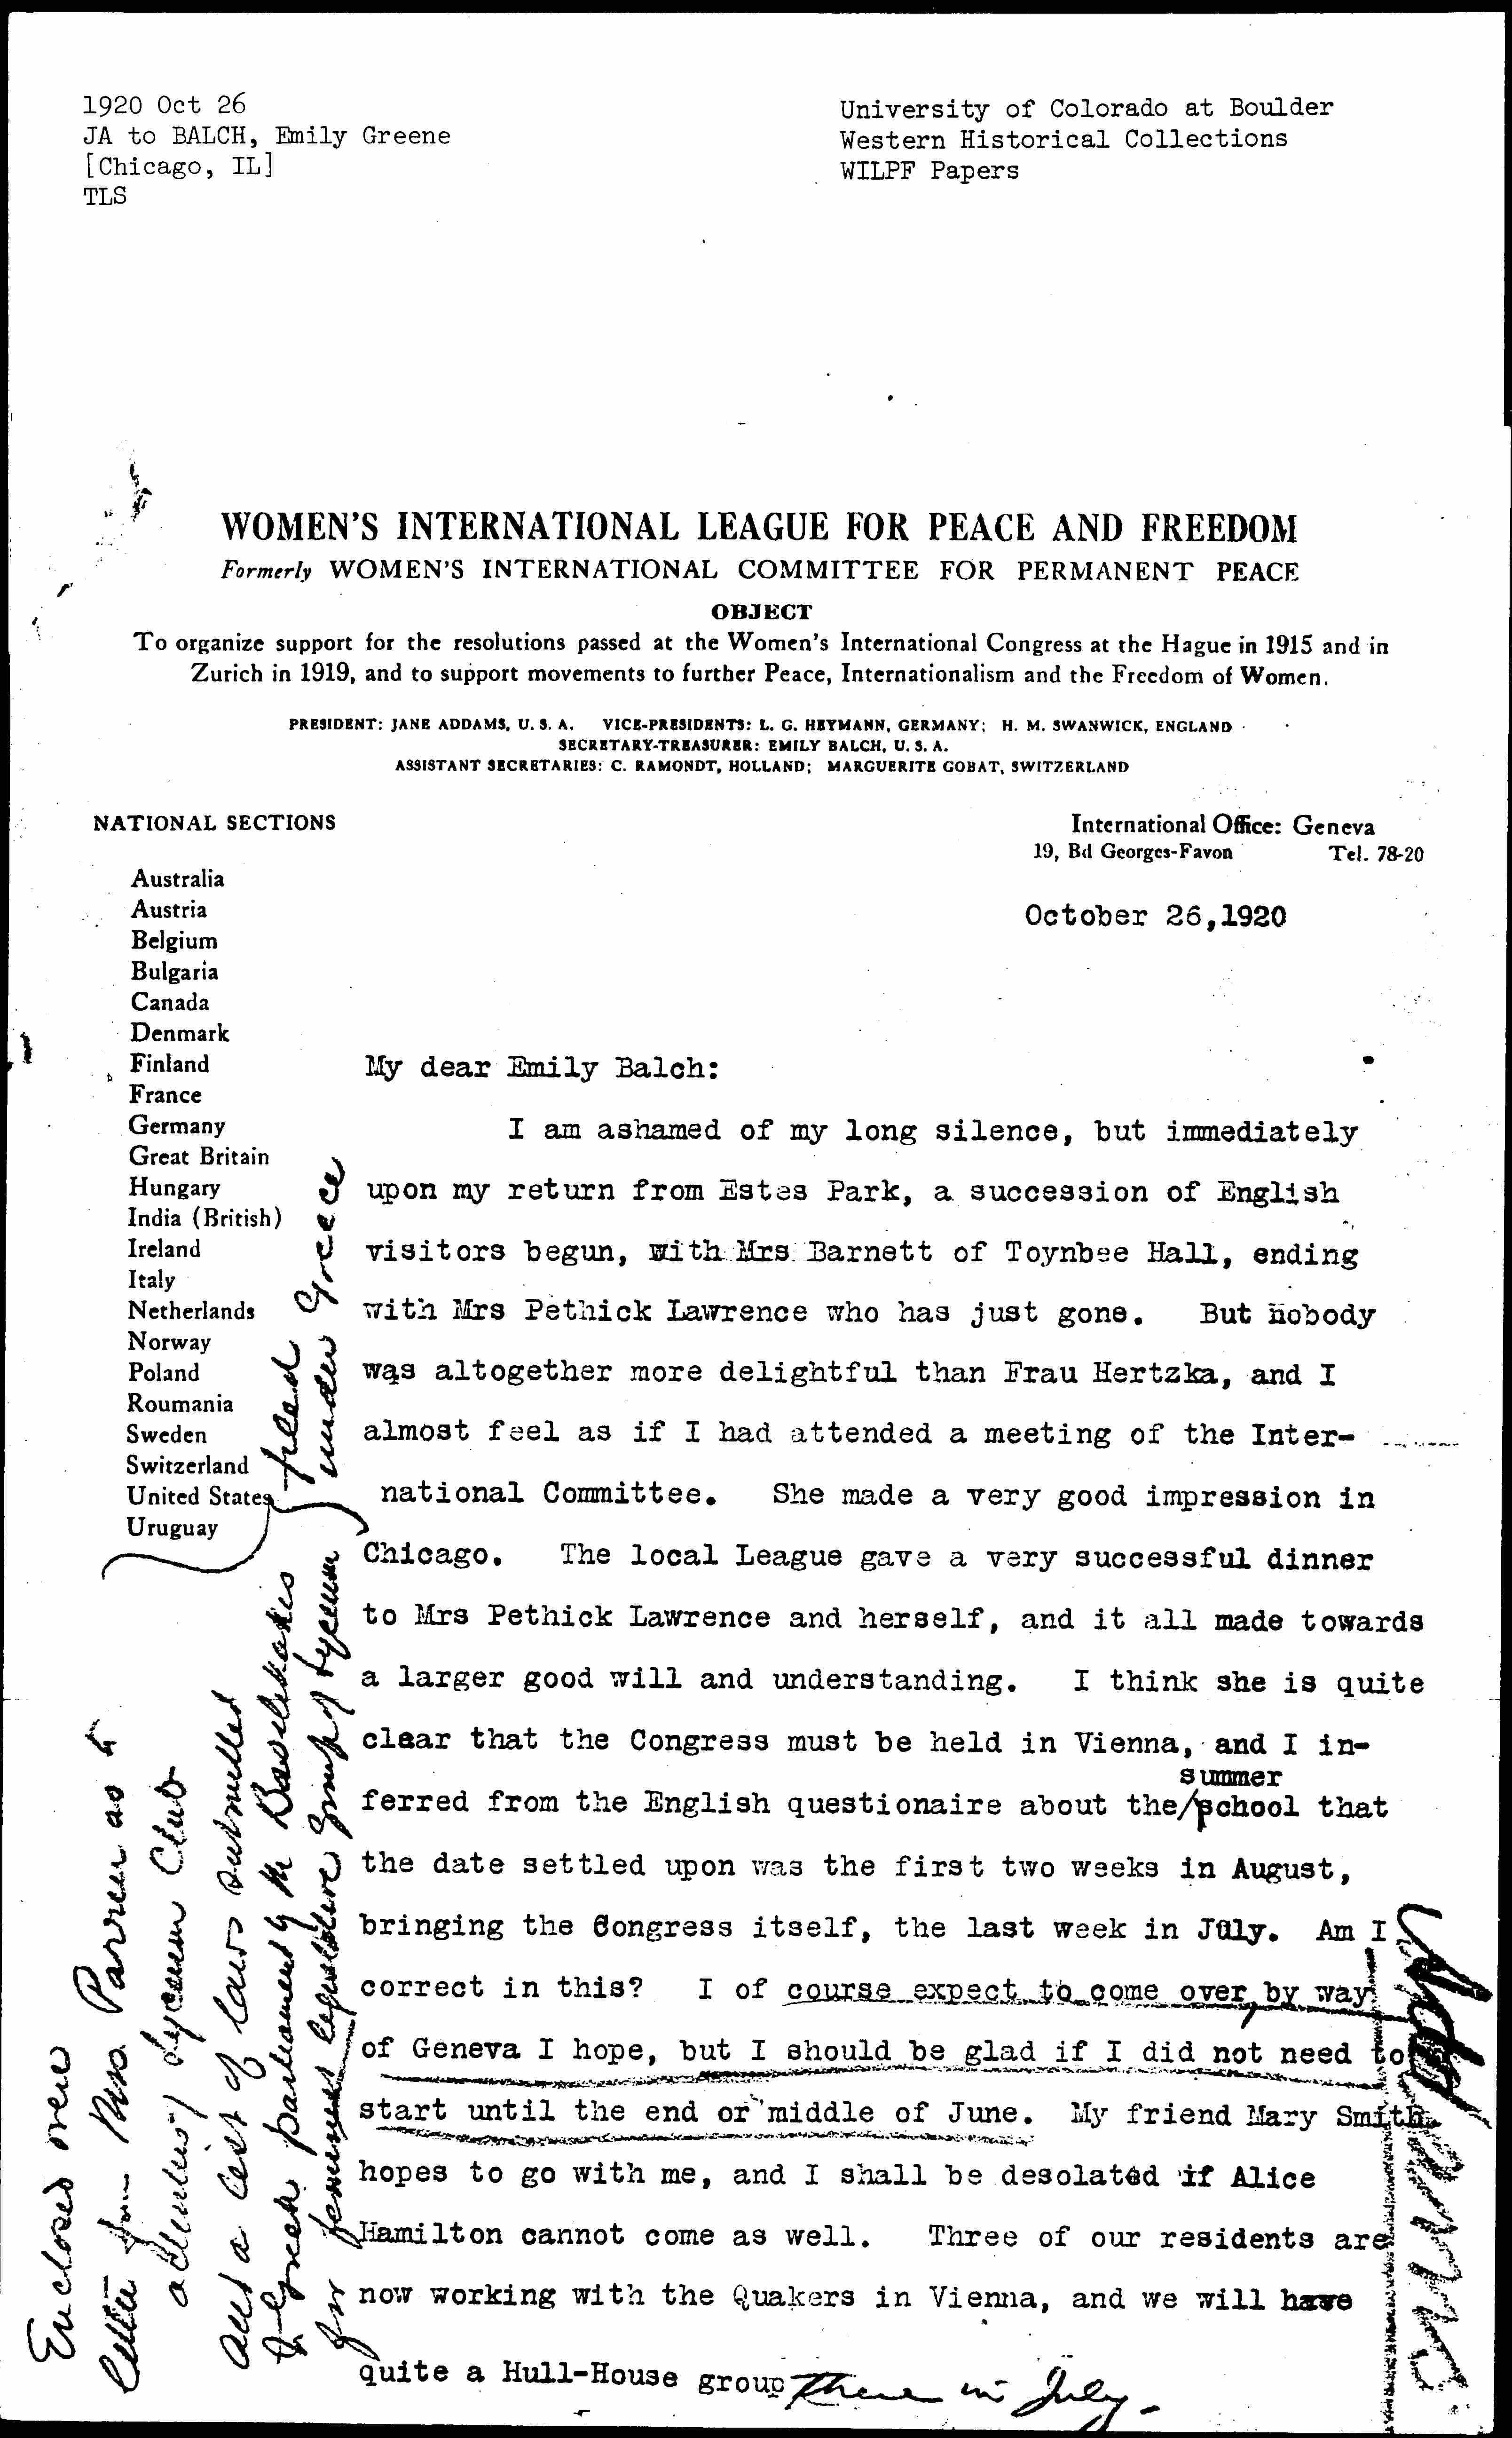 1920 Oct 26
JA to BALCH, Emily Greene
[Chicago, IL]
TLS
University of Colorado at Boulder
Western Historical Collections
WILPF Papers
WOMEN'S INTERNATIONAL LEAGUE FOR PEACE AND FREEDOM
Formerly WOMEN'S INTERNATIONAL COMMITTEE FOR PERMANENT PEACE
OBJECT
To organize support for the resolutions passed at the Women's International Congress at the Hague in 1915 and in
Zurich in 1919, and to support movements to further Peace, Internationalism and the Freedom of Women.
PRESIDENT: JANE ADDAMS, U. S. A. VICE-PRESIDENTS: L. G. HEYMANN, GERMANY; H. M. SWANWICK, ENGLAND
SECRETARY-TREASURER: EMILY BALCH, U. S. A.
ASSISTANT SECRETARIES: C. RAMONDT, HOLLAND; MARGUERITE GOBAT, SWITZERLAND
NATIONAL SECTIONS
Australia
Austria
Belgium
Bulgaria
Canada
Denmark
Finland
France
Germany
Great Britain
Hungary
India (British)
Ireland
Italy
Netherlands
Norway
Poland
Roumania
Sweden
Switzerland
United States
Uruguay
International Office: Geneva
19, Bd Georges-Favon Tel. 78-20
October 26,1920
My dear Emily Balch:
I am ashamed of my long silence, but immediately
upon my return from Estes Park, a succession of English
visitors begun, with Mrs Barnett of Toynbee Hall, ending
with Mrs Pethick Lawrence who has just gone. But nobody
was altogether more delightful than Frau Hertzka, and I
almost feel as if I had attended a meeting of the Inter-
national Committee. She made a very good impression in
Chicago. The local League gave a very successful dinner
to Mrs Pethick Lawrence and herself, and it all made towards
a larger good will and understanding. I think she is quite
clear that the Congress must be held in Vienna, and I in-
summer
ferred from the English questionaire about the/school that
the date settled upon was the first two weeks in August,
bringing the Congress itself, the last week in July. Am I
correct in this? I of course expect to come over by way
of Geneva I hope, but I should be glad if I did not need to
start until the end or middle of June. My friend Mary Smith
hopes to go with me, and I shall be desolated if Alice
Hamilton cannot come as well. Three of our residents are
now working with the Quakers in Vienna, and we will have
quite a Hull-House group there in July.
Enclosed were
letter from Mrs. Parren as to
adhering Lyceum Club
and a list of laws submitted
to Greek parliament by the
for feminist legislative group of Lyceum
filed
under Greece